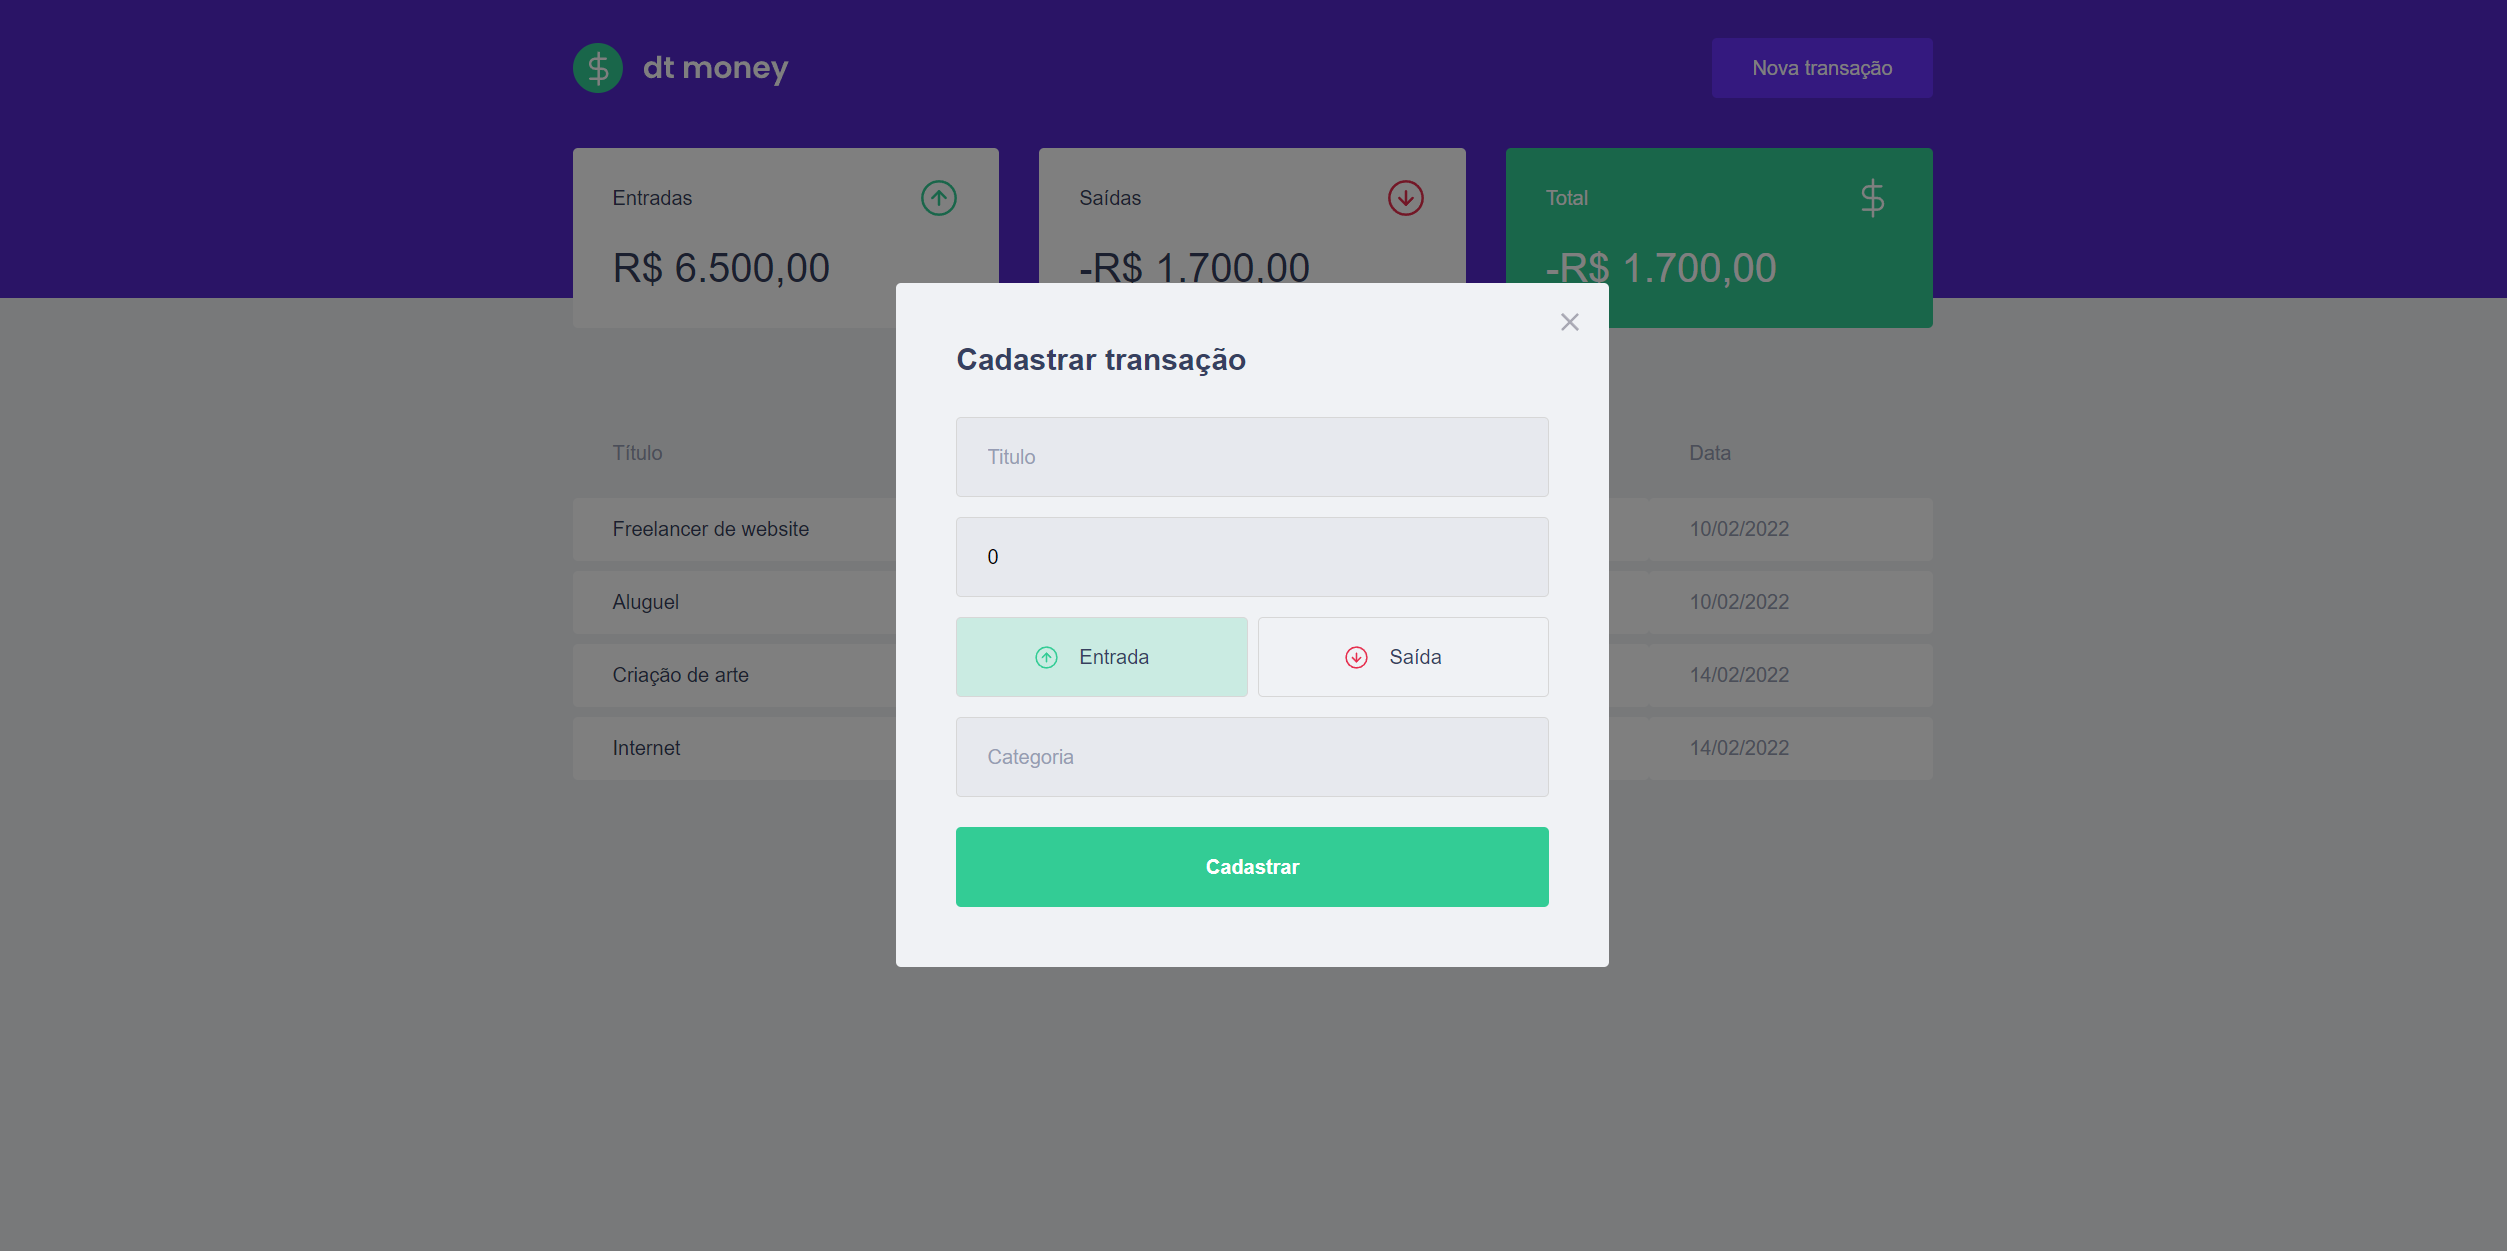 dt money
Nova transação
Entradas
R$ 6.500,00
Saídas
-R$ 1.700,00
Total
-R$ 1.700,00
Cadastrar transação
Titulo
0
Entrada
Saída
Categoria
Cadastrar
Título
Data
Freelancer de website
10/02/2022
Aluguel
10/02/2022
Criação de arte
14/02/2022
Internet
14/02/2022